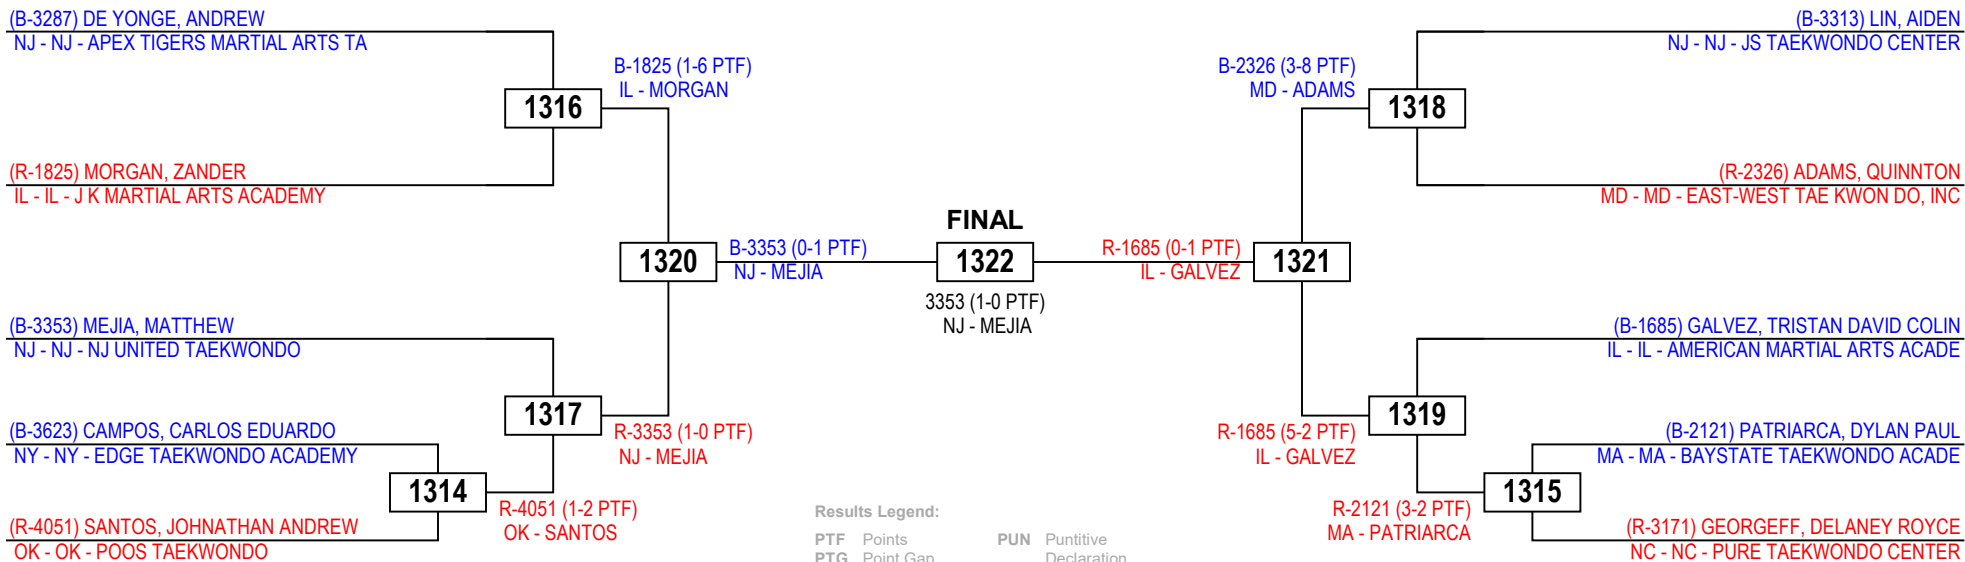 (B-3287) DE YONGE, ANDREW
NJ - NJ - APEX TIGERS MARTIAL ARTS TA
B-1825 (1-6 PTF)
IL - MORGAN
1316
(R-1825) MORGAN, ZANDER
IL - IL - J K MARTIAL ARTS ACADEMY
1320
B-3353 (0-1 PTF)
NJ - MEJIA
(B-3353) MEJIA, MATTHEW
NJ - NJ - NJ UNITED TAEKWONDO
1317
R-3353 (1-0 PTF)
NJ - MEJIA
(B-3623) CAMPOS, CARLOS EDUARDO
NY - NY - EDGE TAEKWONDO ACADEMY
1314
R-4051 (1-2 PTF)
OK - SANTOS
(R-4051) SANTOS, JOHNATHAN ANDREW
OK - OK - POOS TAEKWONDO
FINAL
1322
3353 (1-0 PTF)
NJ - MEJIA
(B-3313) LIN, AIDEN
NJ - NJ - JS TAEKWONDO CENTER
B-2326 (3-8 PTF)
MD - ADAMS
1318
(R-2326) ADAMS, QUINNTON
MD - MD - EAST-WEST TAE KWON DO, INC
R-1685 (0-1 PTF)
IL - GALVEZ
1321
(B-1685) GALVEZ, TRISTAN DAVID COLIN
IL - IL - AMERICAN MARTIAL ARTS ACADE
1319
R-1685 (5-2 PTF)
IL - GALVEZ
(B-2121) PATRIARCA, DYLAN PAUL
MA - MA - BAYSTATE TAEKWONDO ACADE
1315
R-2121 (3-2 PTF)
MA - PATRIARCA
(R-3171) GEORGEFF, DELANEY ROYCE
NC - NC - PURE TAEKWONDO CENTER
Results Legend:
PTF Points PUN Puntitive
PTG Point Gap Declaration